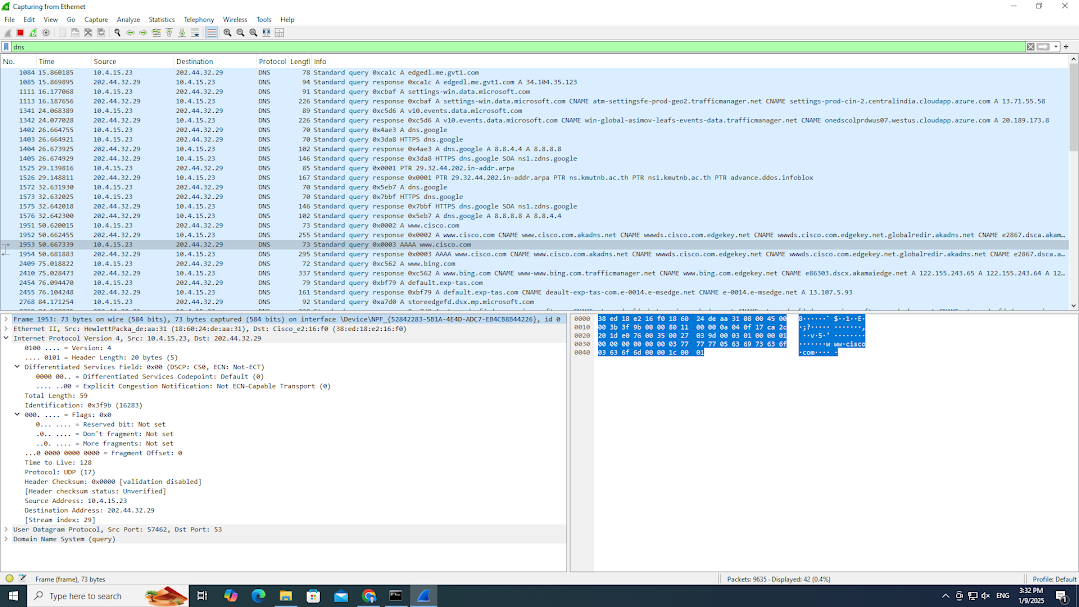 Capturing from Ethernet
File Edit View Go Capture Analyze Statistics Telephony Wireless Tools Help
dns
No. Time Source Destination Protocol Lengtl Info
1084 15.860185 10.4.15.23 202.44.32.29 DNS 78 Standard query 0xca1c A edgedl.me.gvt1.com
1085 15.869895 202.44.32.29 10.4.15.23 DNS 94 Standard query response 0xca1c A edgedl.me.gvt1.com A 34.104.35.123
1111 16.177068 10.4.15.23 202.44.32.29 DNS 91 Standard query 0xcbaf A settings-win.data.microsoft.com
1113 16.187656 202.44.32.29 10.4.15.23 DNS 226 Standard query response 0xcbaf A settings-win.data.microsoft.com CNAME atm-settingsfe-prod-geo2.trafficmanager.net CNAME settings-prod-cin-2.centralindia.cloudapp.azure.com A 13.71.55.58
1341 24.068389 10.4.15.23 202.44.32.29 DNS 89 Standard query 0xc5d6 A v10.events.data.microsoft.com
1342 24.077028 202.44.32.29 10.4.15.23 DNS 226 Standard query response 0xc5d6 A v10.events.data.microsoft.com CNAME win-global-asimov-leafs-events-data.trafficmanager.net CNAME onedscolprdwus07.westus.cloudapp.azure.com A 20.189.173.8
1402 26.664755 10.4.15.23 202.44.32.29 DNS 70 Standard query 0x4ae3 A dns.google
1403 26.664921 10.4.15.23 202.44.32.29 DNS 70 Standard query 0x3da8 HTTPS dns.google
1404 26.673925 202.44.32.29 10.4.15.23 DNS 102 Standard query response 0x4ae3 A dns.google A 8.8.4.4 A 8.8.8.8
1405 26.674929 202.44.32.29 10.4.15.23 DNS 146 Standard query response 0x3da8 HTTPS dns.google SOA ns1.zdns.google
1525 29.139816 10.4.15.23 202.44.32.29 DNS 85 Standard query 0x0001 PTR 29.32.44.202.in-addr.arpa
1526 29.148811 202.44.32.29 10.4.15.23 DNS 167 Standard query response 0x0001 PTR 29.32.44.202.in-addr.arpa PTR ns.kmutnb.ac.th PTR ns1.kmutnb.ac.th PTR advance.ddos.infoblox
1572 32.631930 10.4.15.23 202.44.32.29 DNS 70 Standard query 0x5eb7 A dns.google
1573 32.632025 10.4.15.23 202.44.32.29 DNS 70 Standard query 0x7bbf HTTPS dns.google
1575 32.642018 202.44.32.29 10.4.15.23 DNS 146 Standard query response 0x7bbf HTTPS dns.google SOA ns1.zdns.google
1576 32.642300 202.44.32.29 10.4.15.23 DNS 102 Standard query response 0x5eb7 A dns.google A 8.8.8.8 A 8.8.4.4
1951 50.620015 10.4.15.23 202.44.32.29 DNS 73 Standard query 0x0002 A www.cisco.com
1952 50.662455 202.44.32.29 10.4.15.23 DNS 255 Standard query response 0x0002 A www.cisco.com CNAME www.cisco.com.akadns.net CNAME wwwds.cisco.com.edgekey.net CNAME wwwds.cisco.com.edgekey.net.globalredir.akadns.net CNAME e2867.dsca.akam…
1953 50.667339 10.4.15.23 202.44.32.29 DNS 73 Standard query 0x0003 AAAA www.cisco.com
1954 50.681883 202.44.32.29 10.4.15.23 DNS 295 Standard query response 0x0003 AAAA www.cisco.com CNAME www.cisco.com.akadns.net CNAME wwwds.cisco.com.edgekey.net CNAME wwwds.cisco.com.edgekey.net.globalredir.akadns.net CNAME e2867.dsca.a…
2409 75.018822 10.4.15.23 202.44.32.29 DNS 72 Standard query 0xc562 A www.bing.com
2410 75.028473 202.44.32.29 10.4.15.23 DNS 337 Standard query response 0xc562 A www.bing.com CNAME www-www.bing.com.trafficmanager.net CNAME www.bing.com.edgekey.net CNAME e86303.dscx.akamaiedge.net A 122.155.243.65 A 122.155.243.64 A 12…
2454 76.094470 10.4.15.23 202.44.32.29 DNS 79 Standard query 0xbf79 A default.exp-tas.com
2455 76.104248 202.44.32.29 10.4.15.23 DNS 161 Standard query response 0xbf79 A default.exp-tas.com CNAME deault-exp-tas-com.e-0014.e-msedge.net CNAME e-0014.e-msedge.net A 13.107.5.93
2768 84.171254 10.4.15.23 202.44.32.29 DNS 92 Standard query 0xa7d0 A storeedgefd.dsx.mp.microsoft.com
Frame 1953: 73 bytes on wire (584 bits), 73 bytes captured (584 bits) on interface \Device\NPF_{52842283-5B1A-4E4D-ADC7-EB4CB8B44226}, id 0
Ethernet II, Src: HewlettPacka_de:aa:31 (18:60:24:de:aa:31), Dst: Cisco_e2:16:f0 (38:ed:18:e2:16:f0)
Internet Protocol Version 4, Src: 10.4.15.23, Dst: 202.44.32.29
0100 .... = Version: 4
.... 0101 = Header Length: 20 bytes (5)
Differentiated Services Field: 0x00 (DSCP: CS0, ECN: Not-ECT)
0000 00.. = Differentiated Services Codepoint: Default (0)
.... ..00 = Explicit Congestion Notification: Not ECN-Capable Transport (0)
Total Length: 59
Identification: 0x3f9b (16283)
000. .... = Flags: 0x0
0... .... = Reserved bit: Not set
.0.. .... = Don't fragment: Not set
..0. .... = More fragments: Not set
...0 0000 0000 0000 = Fragment Offset: 0
Time to Live: 128
Protocol: UDP (17)
Header Checksum: 0x0000 [validation disabled]
[Header checksum status: Unverified]
Source Address: 10.4.15.23
Destination Address: 202.44.32.29
[Stream index: 29]
User Datagram Protocol, Src Port: 57462, Dst Port: 53
Domain Name System (query)
0000 38 ed 18 e2 16 f0 18 60 24 de aa 31 08 00 45 00
0010 00 3b 3f 9b 00 00 80 11 00 00 0a 04 0f 17 ca 2c
0020 20 1d e0 76 00 35 00 27 03 9d 00 03 01 00 00 01
0030 00 00 00 00 00 00 03 77 77 77 05 63 69 73 63 6f
0040 03 63 6f 6d 00 00 1c 00 01
Frame (frame), 73 bytes
Packets: 9635 · Displayed: 42 (0.4%)
Profile: Default
Type here to search
ENG
3:32 PM
1/9/2025